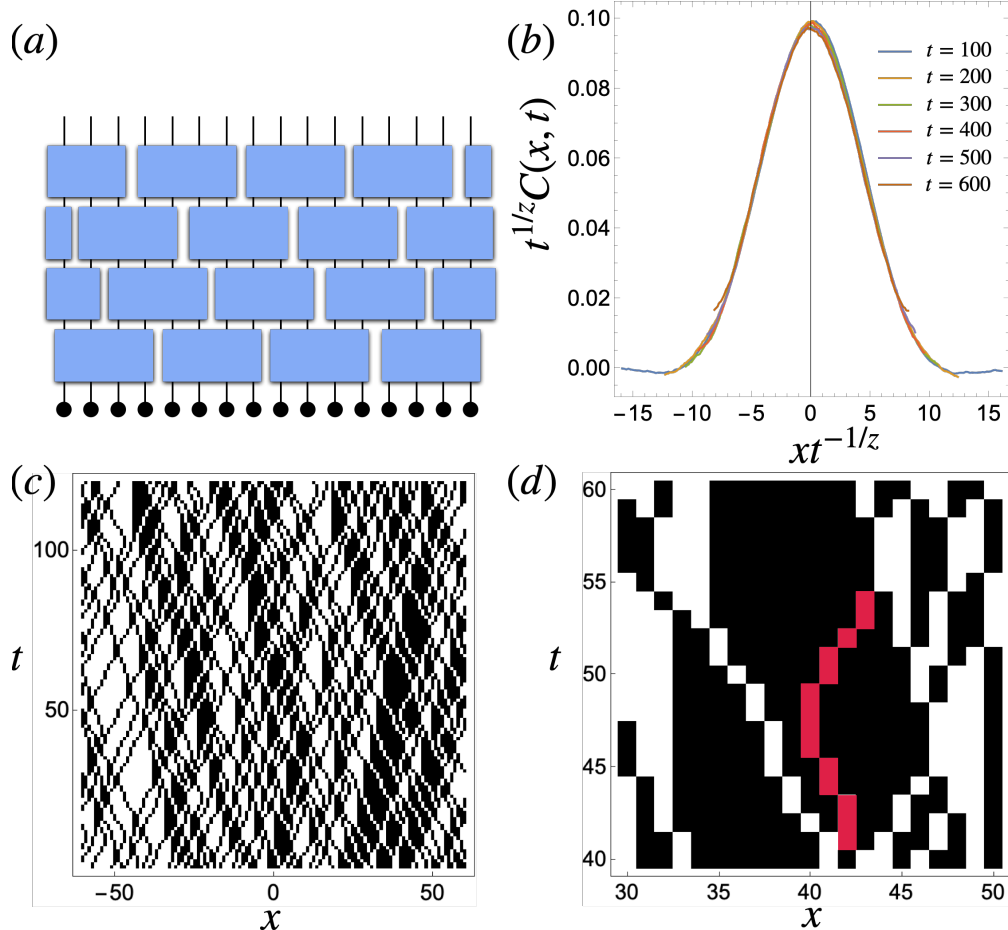 (a)
(b)
t^{1/z}C(x, t)
0.10
0.08
0.06
0.04
0.02
0.00
t = 100
t = 200
t = 300
t = 400
t = 500
t = 600
−15 −10 −5 0 5 10 15
xt^{−1/z}
(c)
t
100
50
−50 0 50
x
(d)
t
60
55
50
45
40
30 35 40 45 50
x